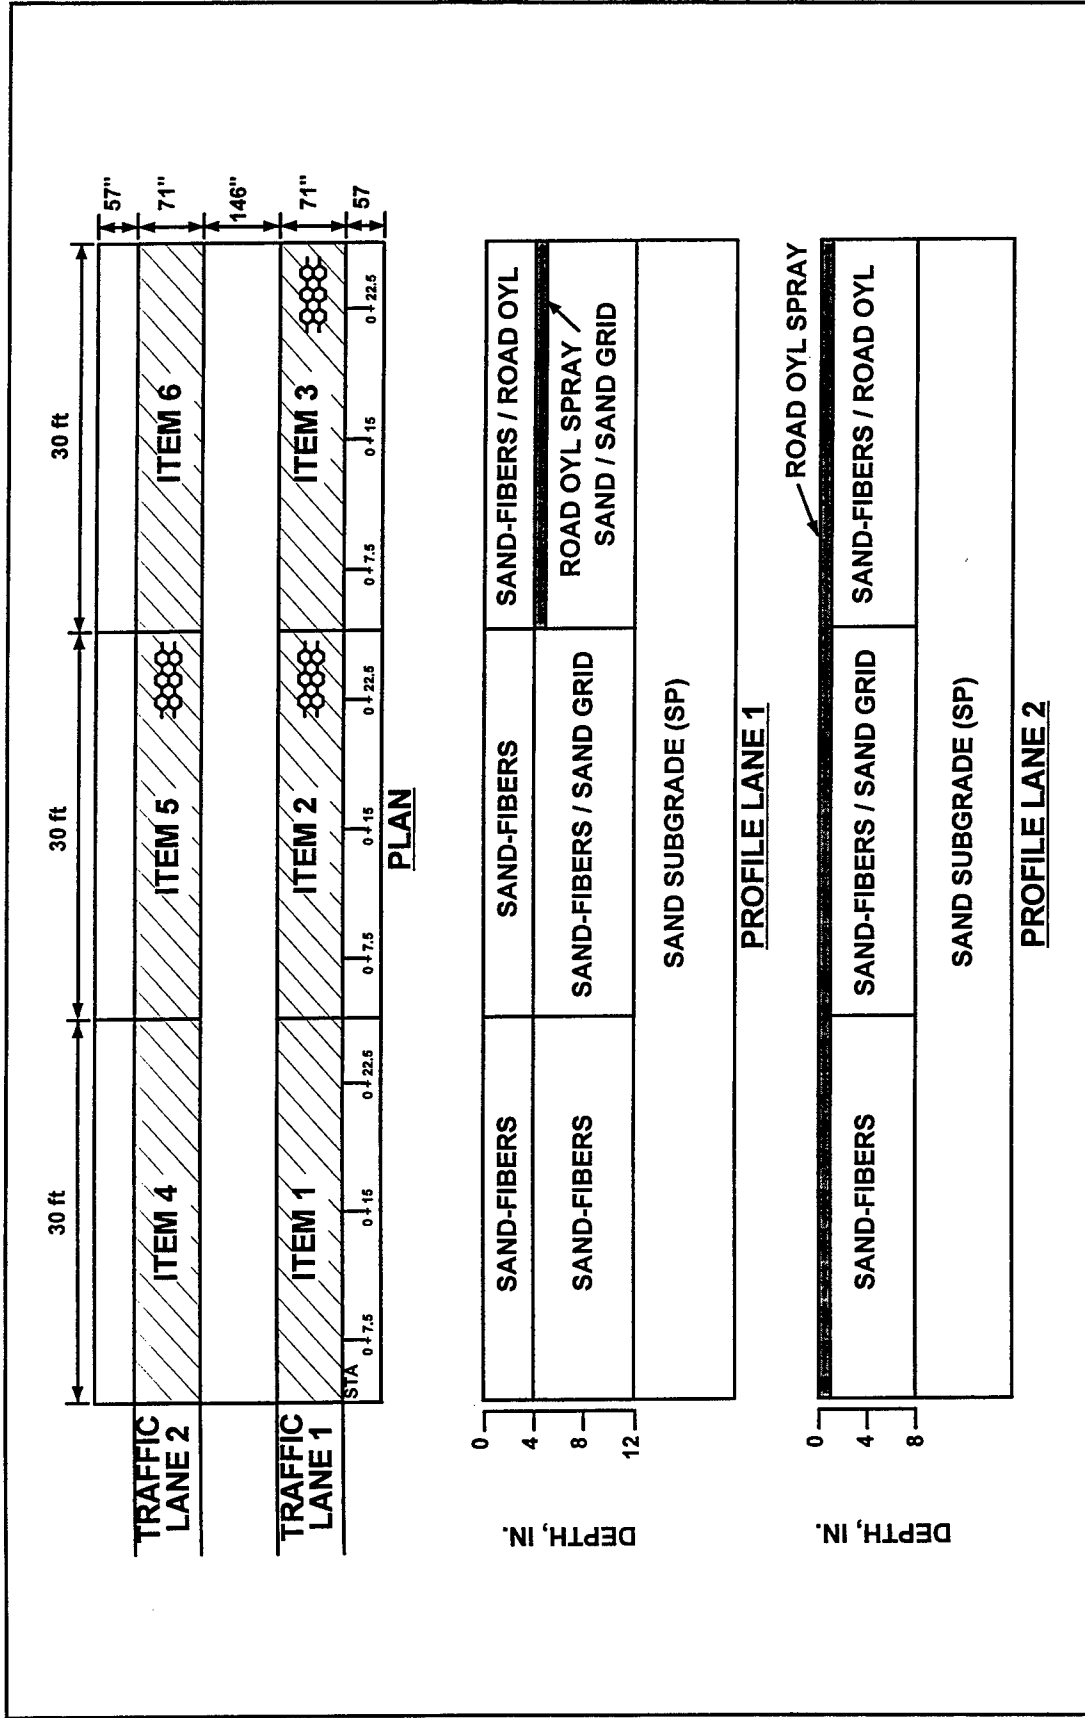 30 ft
30 ft
30 ft
57"
71"
146"
71"
57
TRAFFIC
LANE 2
ITEM 4
ITEM 5
ITEM 6
TRAFFIC
LANE 1
ITEM 1
ITEM 2
ITEM 3
STA
0+7.5
0+15
0+22.5
0+7.5
0+15
0+22.5
0+7.5
0+15
0+22.5
PLAN
DEPTH, IN.
0
4
12
SAND-FIBERS
SAND-FIBERS
SAND-FIBERS / ROAD OYL
SAND-FIBERS
SAND-FIBERS / SAND GRID
ROAD OYL SPRAY
SAND / SAND GRID
SAND SUBGRADE (SP)
PROFILE LANE 1
ROAD OYL SPRAY
DEPTH, IN.
0
4
8
SAND-FIBERS
SAND-FIBERS / SAND GRID
SAND-FIBERS / ROAD OYL
SAND SUBGRADE (SP)
PROFILE LANE 2